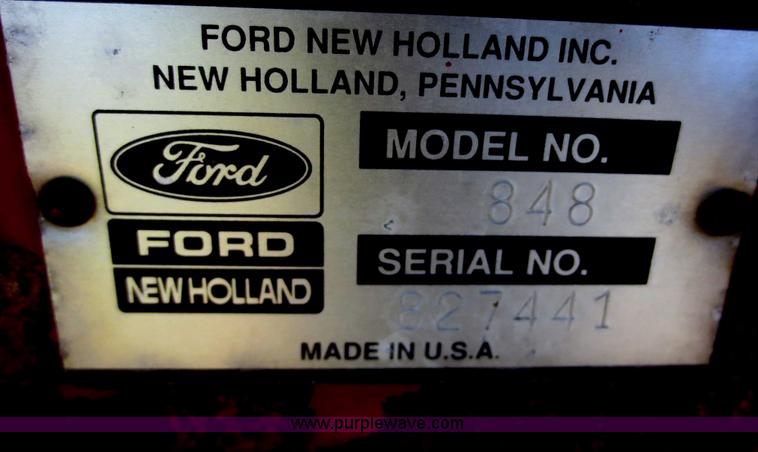 FORD NEW HOLLAND INC.
NEW HOLLAND, PENNSYLVANIA
Ford
FORD
NEW HOLLAND
MODEL NO.
848
SERIAL NO.
827441
MADE IN U.S.A.
www.purplewave.com